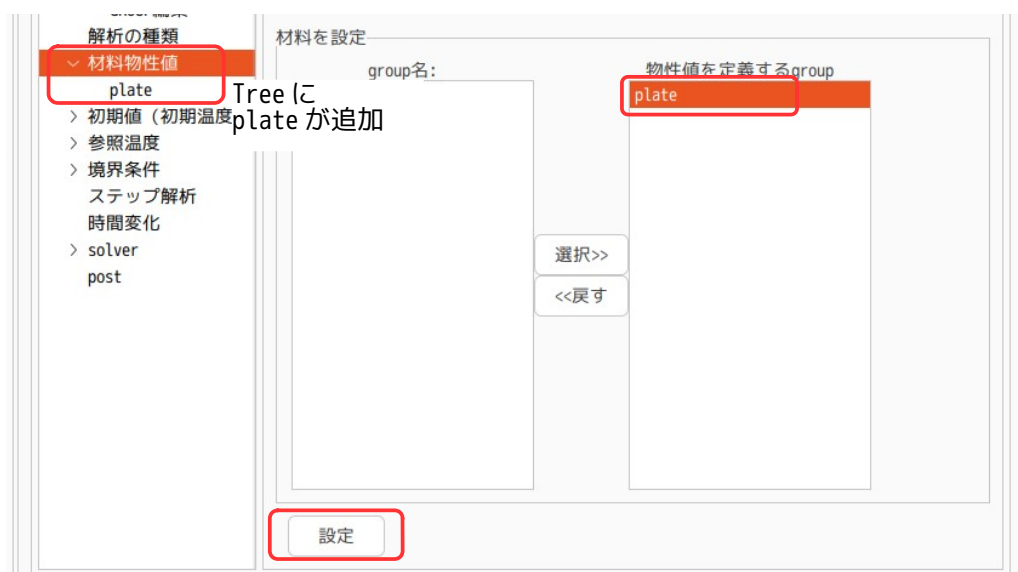 解析の種類
材料物性値
plate
初期値（初期温度
参照温度
境界条件
ステップ解析
時間変化
solver
post
Tree に
plate が追加
材料を設定
group名:
物性値を定義するgroup
plate
選択>>
<<戻す
設定